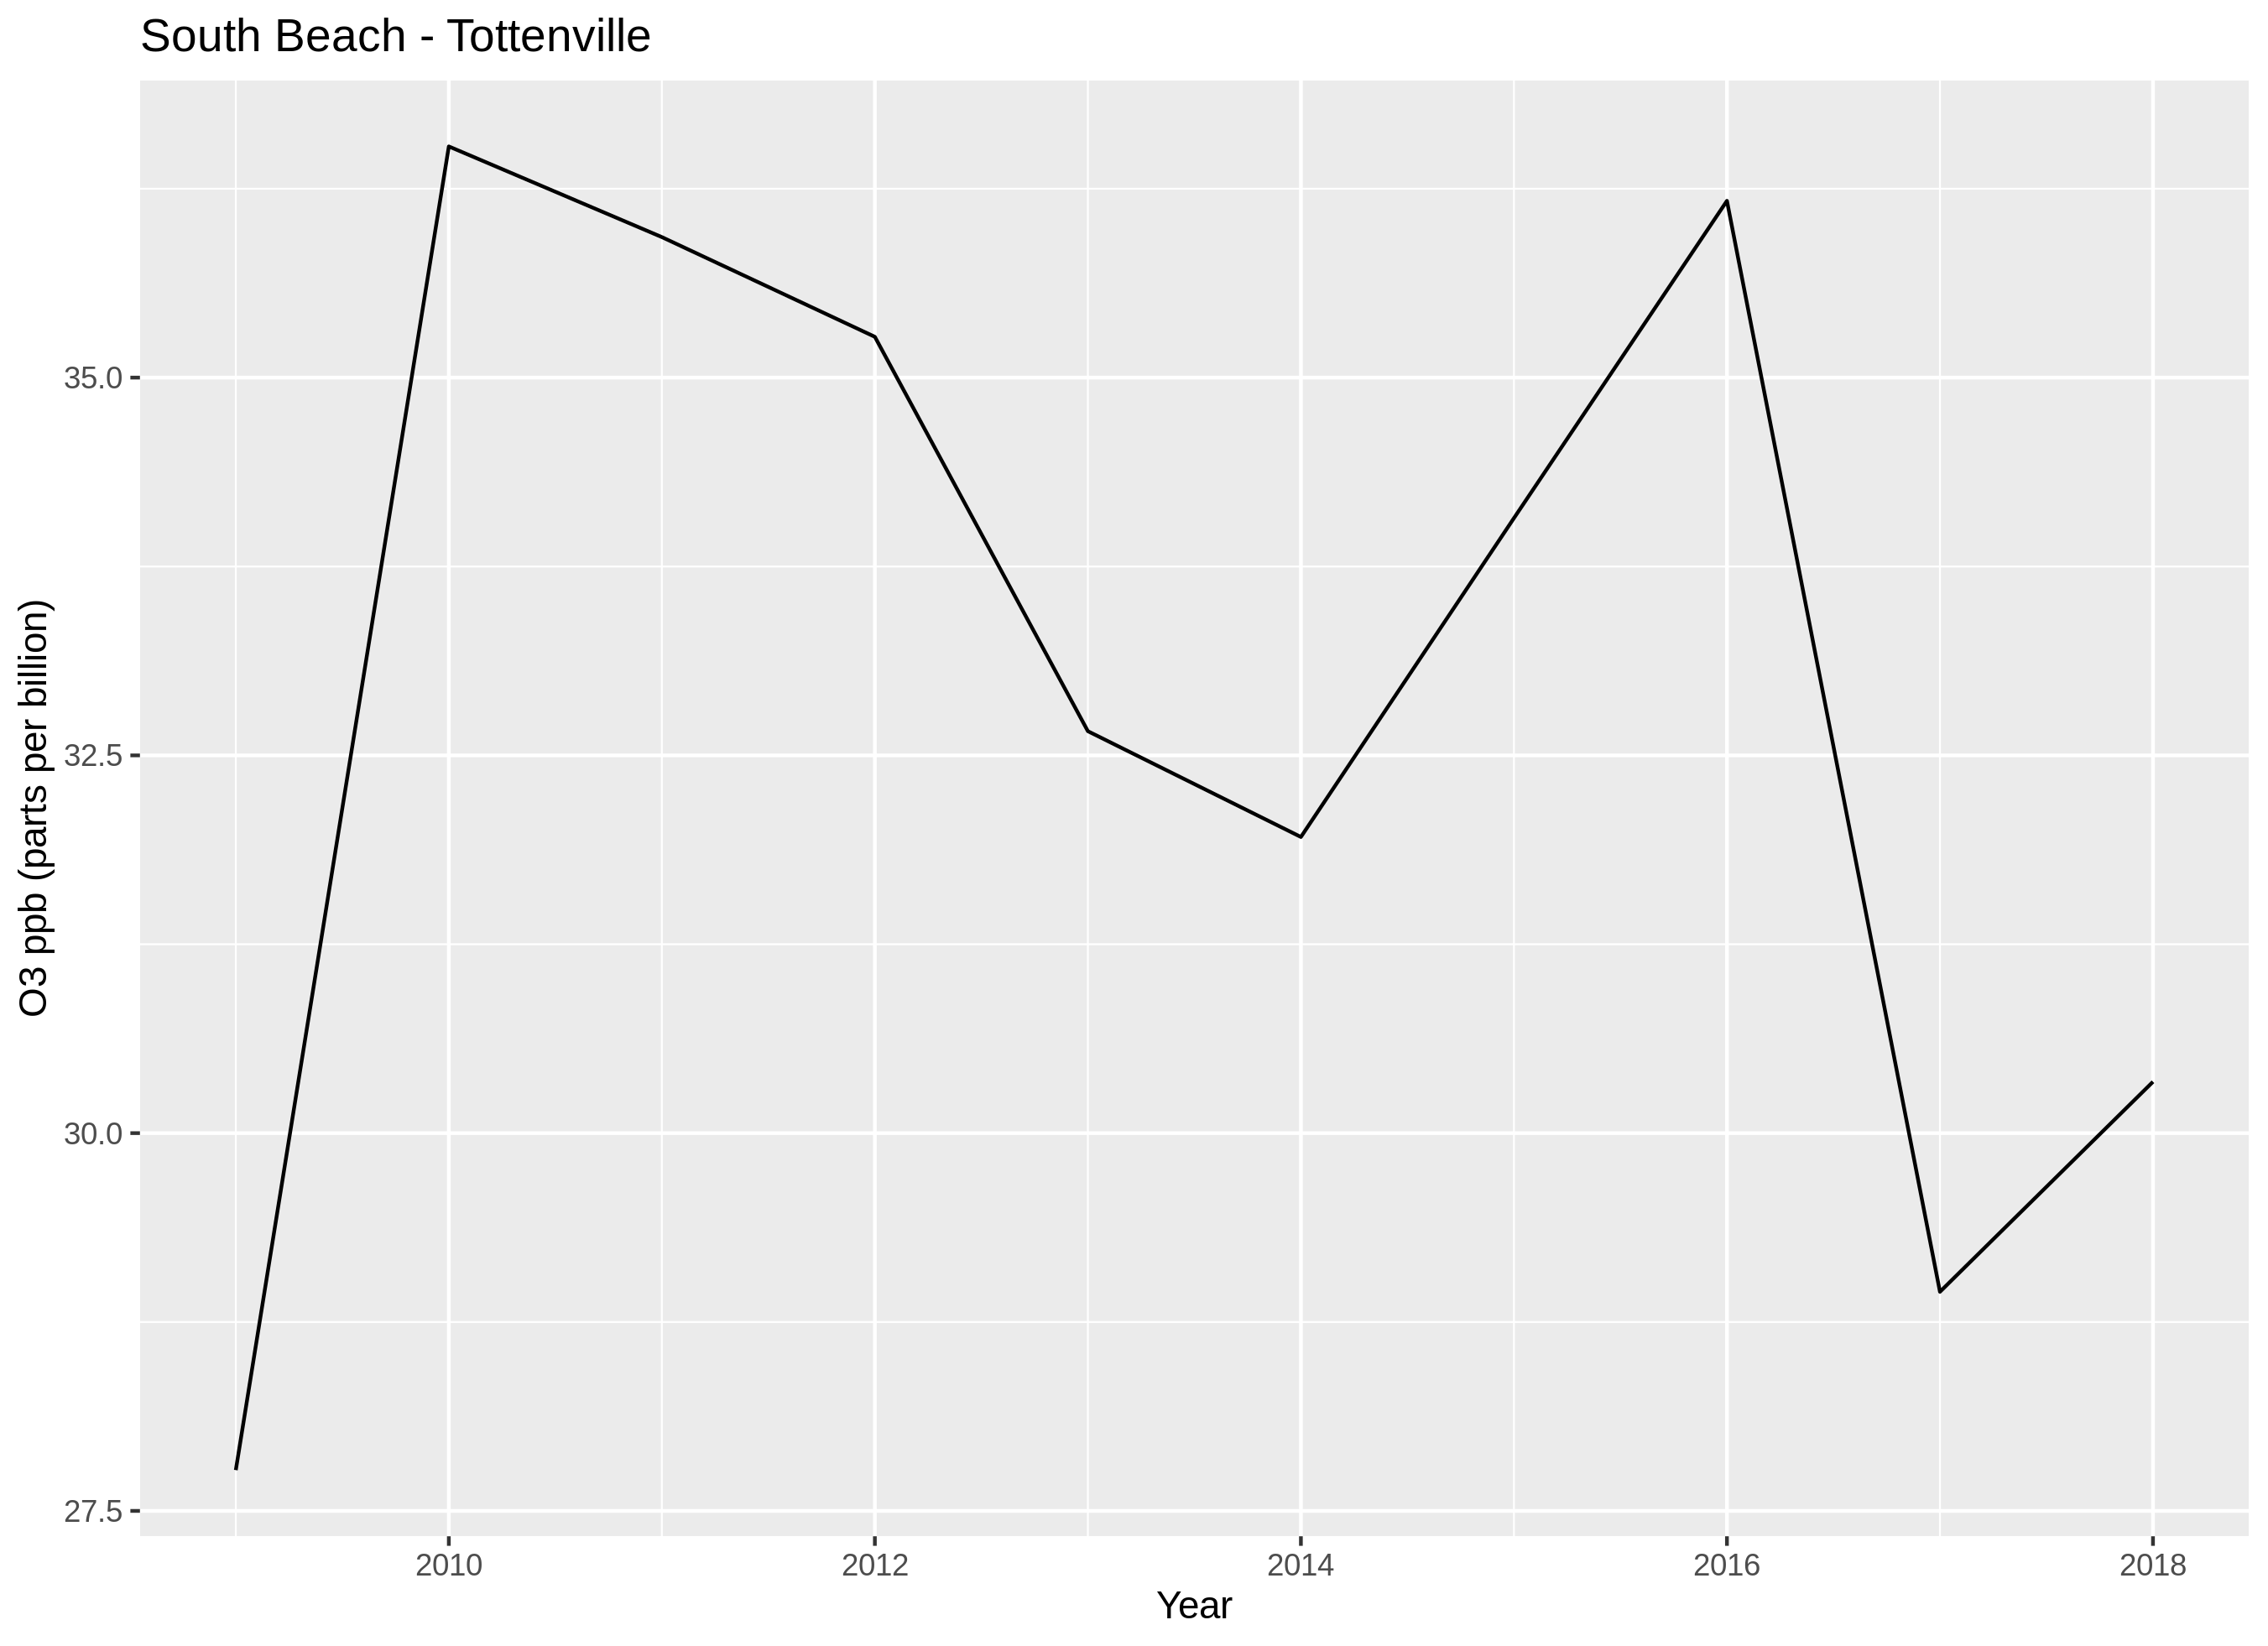 South Beach - Tottenville
O3 ppb (parts per billion)
35.0
32.5
30.0
27.5
2010 2012 2014 2016 2018
Year